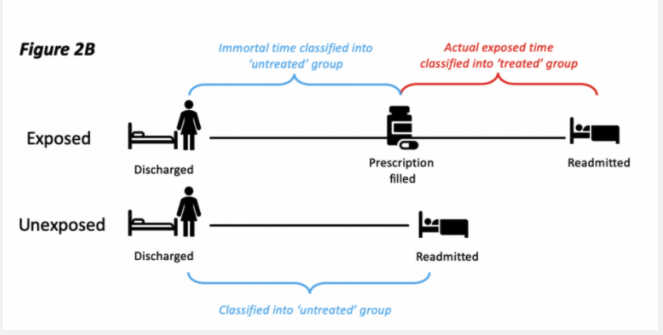 Figure 2B
Immortal time classified into
'untreated' group
Actual exposed time
classified into 'treated' group
Exposed
Discharged
Prescription
filled
Readmitted
Unexposed
Discharged
Readmitted
Classified into 'untreated' group